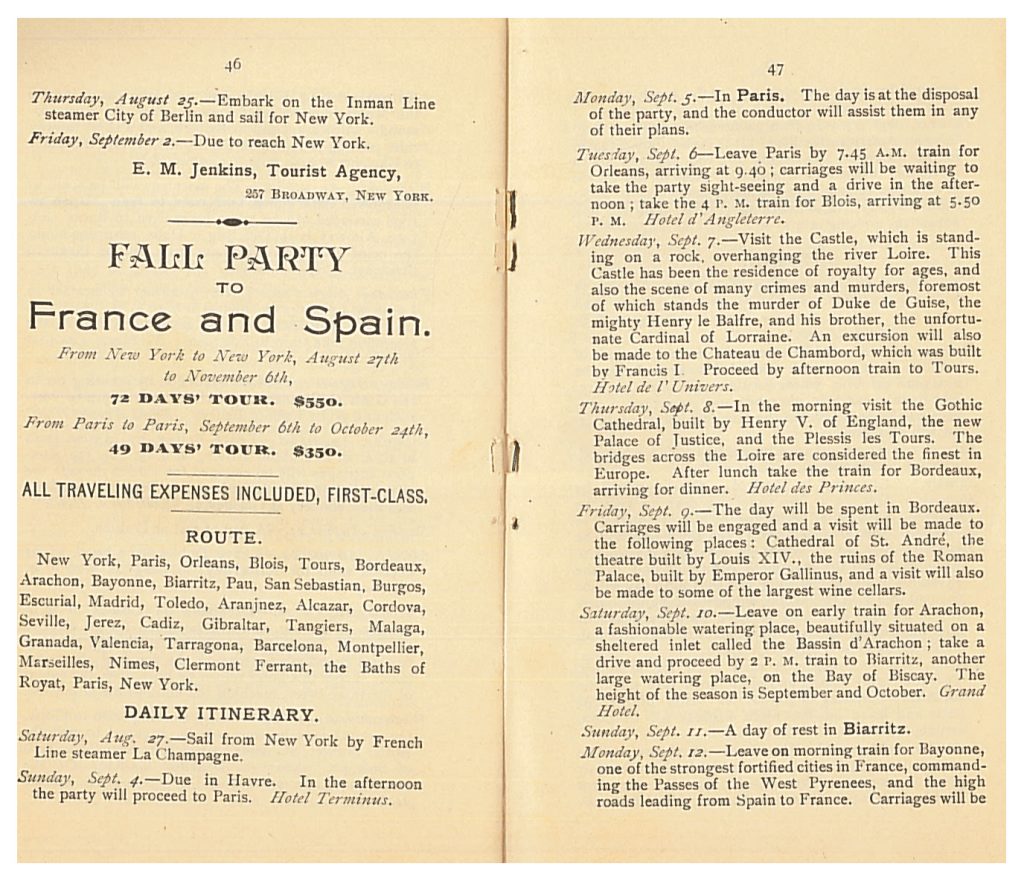 46
Thursday, August 25.—Embark on the Inman Line
steamer City of Berlin and sail for New York.
Friday, September 2.—Due to reach New York.
E. M. Jenkins, Tourist Agency,
257 Broadway, New York.
FALL PARTY
TO
France and Spain.
From New York to New York, August 27th
to November 6th,
72 DAYS' TOUR. $550.
From Paris to Paris, September 6th to October 24th,
49 DAYS' TOUR. $350.
ALL TRAVELING EXPENSES INCLUDED, FIRST-CLASS.
ROUTE.
New York, Paris, Orleans, Blois, Tours, Bordeaux,
Arachon, Bayonne, Biarritz, Pau, San Sebastian, Burgos,
Escurial, Madrid, Toledo, Aranjnez, Alcazar, Cordova,
Seville, Jerez, Cadiz, Gibraltar, Tangiers, Malaga,
Granada, Valencia, Tarragona, Barcelona, Montpellier,
Marseilles, Nimes, Clermont Ferrant, the Baths of
Royat, Paris, New York.
DAILY ITINERARY.
Saturday, Aug. 27.—Sail from New York by French
Line steamer La Champagne.
Sunday, Sept. 4.—Due in Havre. In the afternoon
the party will proceed to Paris. Hotel Terminus.
47
Monday, Sept. 5.—In Paris. The day is at the disposal
of the party, and the conductor will assist them in any
of their plans.
Tuesday, Sept. 6—Leave Paris by 7.45 A.M. train for
Orleans, arriving at 9.40; carriages will be waiting to
take the party sight-seeing and a drive in the after-
noon; take the 4 P. M. train for Blois, arriving at 5.50
P. M. Hotel d'Angleterre.
Wednesday, Sept. 7.—Visit the Castle, which is stand-
ing on a rock, overhanging the river Loire. This
Castle has been the residence of royalty for ages, and
also the scene of many crimes and murders, foremost
of which stands the murder of Duke de Guise, the
mighty Henry le Balfre, and his brother, the unfortu-
nate Cardinal of Lorraine. An excursion will also
be made to the Chateau de Chambord, which was built
by Francis I. Proceed by afternoon train to Tours.
Hotel de l' Univers.
Thursday, Sept. 8.—In the morning visit the Gothic
Cathedral, built by Henry V. of England, the new
Palace of Justice, and the Plessis les Tours. The
bridges across the Loire are considered the finest in
Europe. After lunch take the train for Bordeaux,
arriving for dinner. Hotel des Princes.
Friday, Sept. 9.—The day will be spent in Bordeaux.
Carriages will be engaged and a visit will be made to
the following places: Cathedral of St. André, the
theatre built by Louis XIV., the ruins of the Roman
Palace, built by Emperor Gallinus, and a visit will also
be made to some of the largest wine cellars.
Saturday, Sept. 10.—Leave on early train for Arachon,
a fashionable watering place, beautifully situated on a
sheltered inlet called the Bassin d'Arachon; take a
drive and proceed by 2 P. M. train to Biarritz, another
large watering place, on the Bay of Biscay. The
height of the season is September and October. Grand
Hotel.
Sunday, Sept. 11.—A day of rest in Biarritz.
Monday, Sept. 12.—Leave on morning train for Bayonne,
one of the strongest fortified cities in France, command-
ing the Passes of the West Pyrenees, and the high
roads leading from Spain to France. Carriages will be